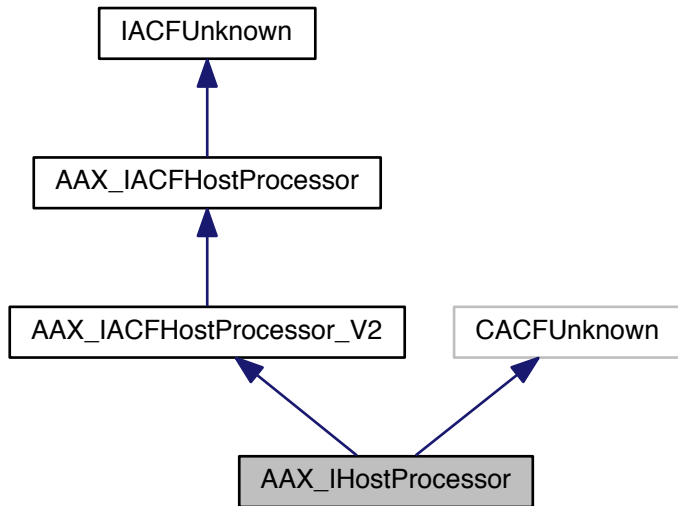 IACFUnknown
AAX_IACFHostProcessor
AAX_IACFHostProcessor_V2
CACFUnknown
AAX_IHostProcessor